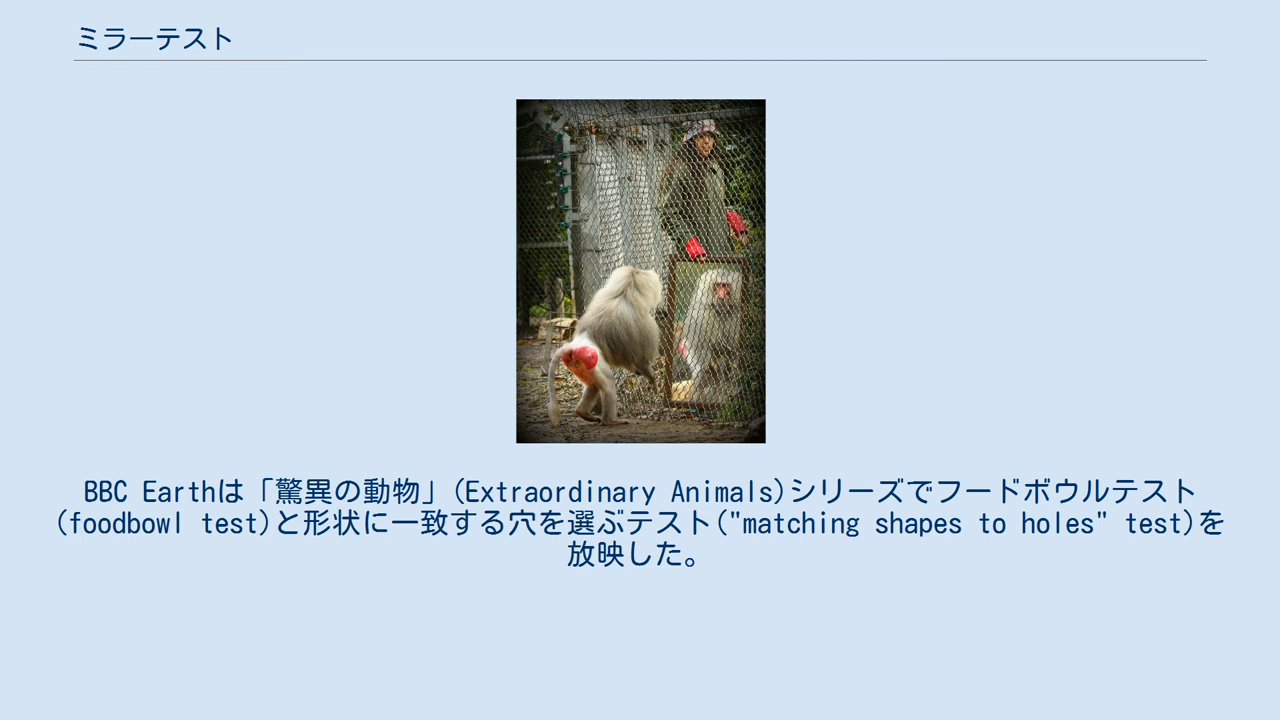 ミラーテスト
BBC Earthは「驚異の動物」(Extraordinary Animals)シリーズでフードボウルテスト
(foodbowl test)と形状に一致する穴を選ぶテスト("matching shapes to holes" test)を
放映した。